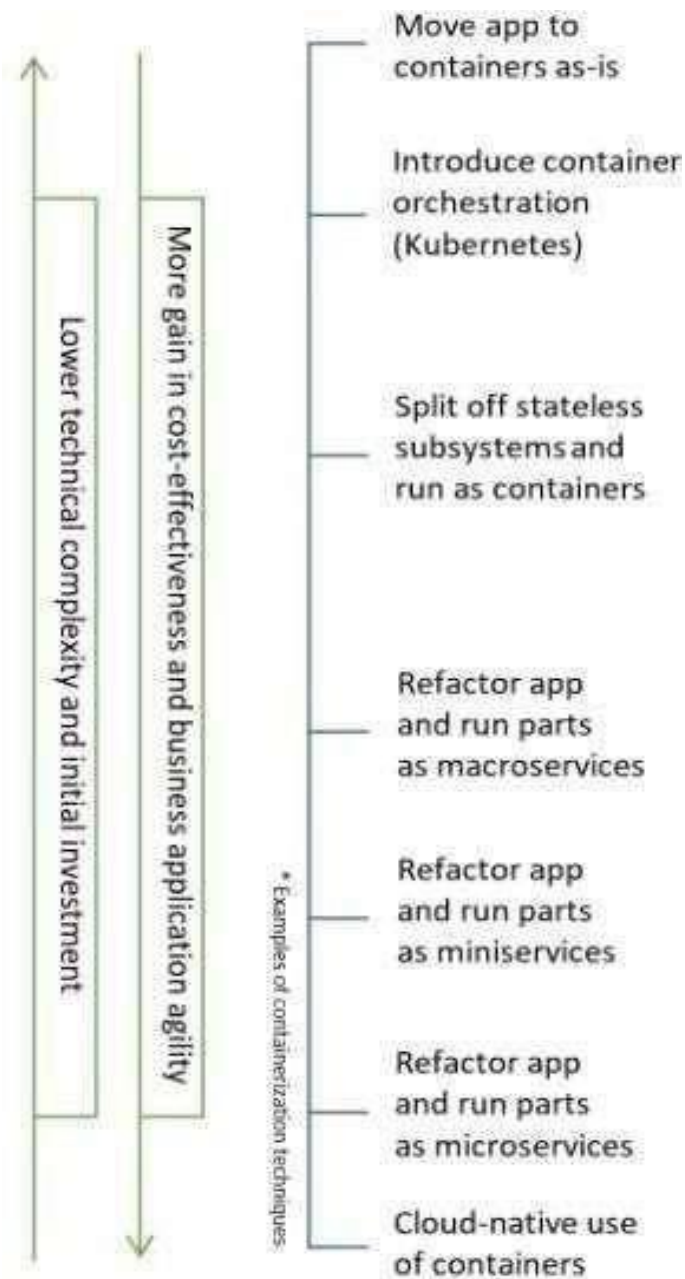 Lower technical complexity and initial investment
More gain in cost-effectiveness and business application agility
* Examples of containerization techniques
Move app to
containers as-is
Introduce container
orchestration
(Kubernetes)
Split off stateless
subsystems and
run as containers
Refactor app
and run parts
as macroservices
Refactor app
and run parts
as miniservices
Refactor app
and run parts
as microservices
Cloud-native use
of containers